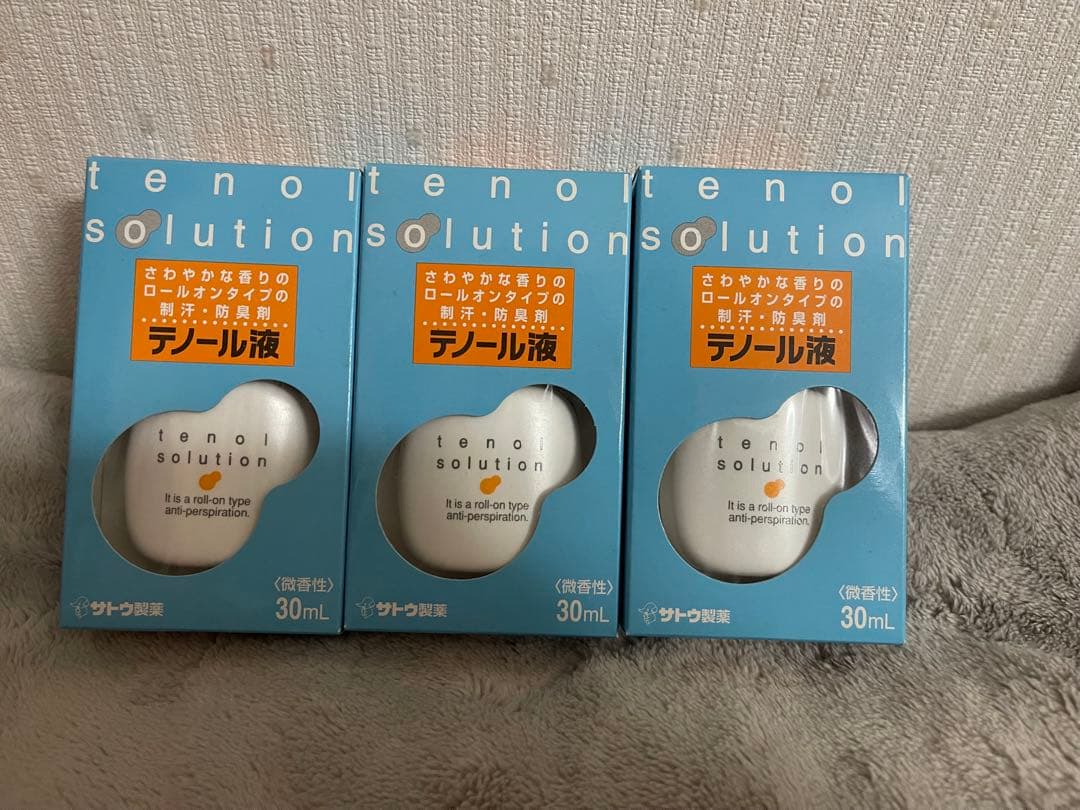 tenol
solution
さわやかな香りの
ロールオンタイプの
制汗・防臭剤
テノール液
tenol
solution
It is a roll-on type
anti-perspiration.
〈微香性〉
サトウ製薬
30mL
tenol
solution
さわやかな香りの
ロールオンタイプの
制汗・防臭剤
テノール液
tenol
solution
It is a roll-on type
anti-perspiration.
〈微香性〉
サトウ製薬
30mL
tenol
solution
さわやかな香りの
ロールオンタイプの
制汗・防臭剤
テノール液
tenol
solution
It is a roll-on type
anti-perspiration.
〈微香性〉
サトウ製薬
30mL